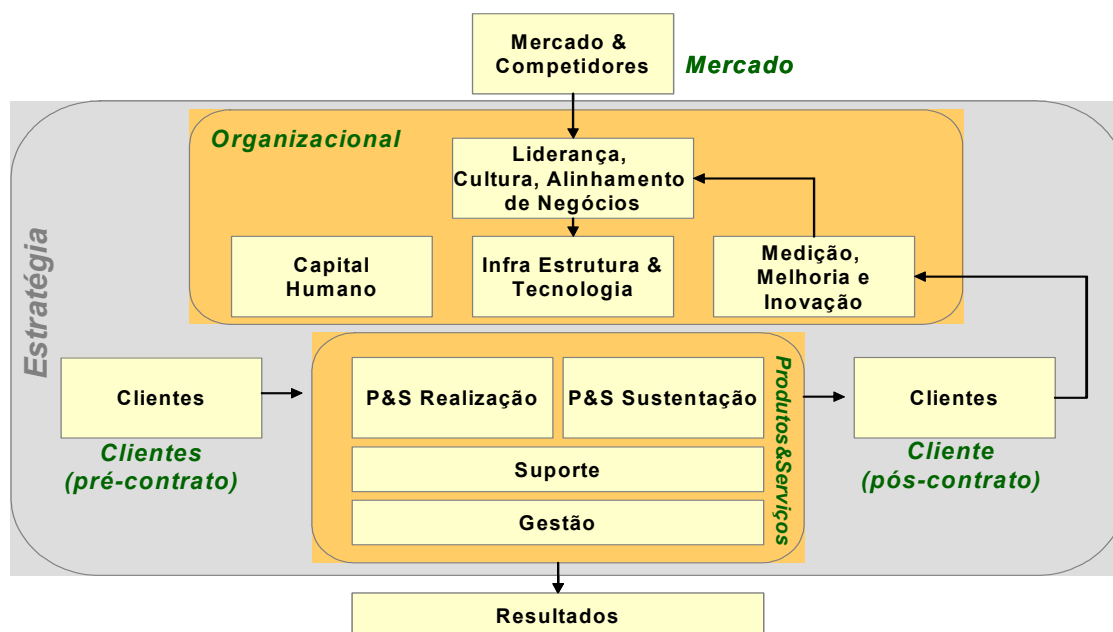 Mercado &
Competidores
Mercado
Organizacional
Liderança,
Cultura, Alinhamento
de Negócios
Estratégia
Capital
Humano
Infra Estrutura &
Tecnologia
Medição,
Melhoria e
Inovação
Clientes
Clientes
(pré-contrato)
P&S Realização
P&S Sustentação
Suporte
Gestão
Produtos&Serviços
Clientes
Cliente
(pós-contrato)
Resultados